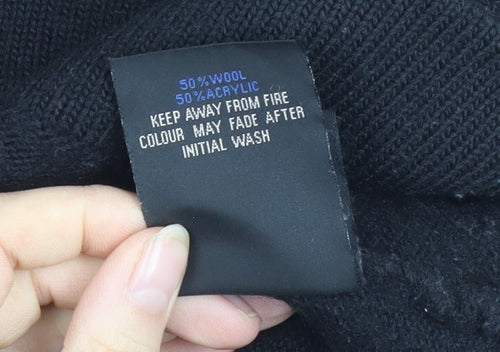 50%WOOL
50%ACRYLIC
KEEP AWAY FROM FIRE
COLOUR MAY FADE AFTER
INITIAL WASH